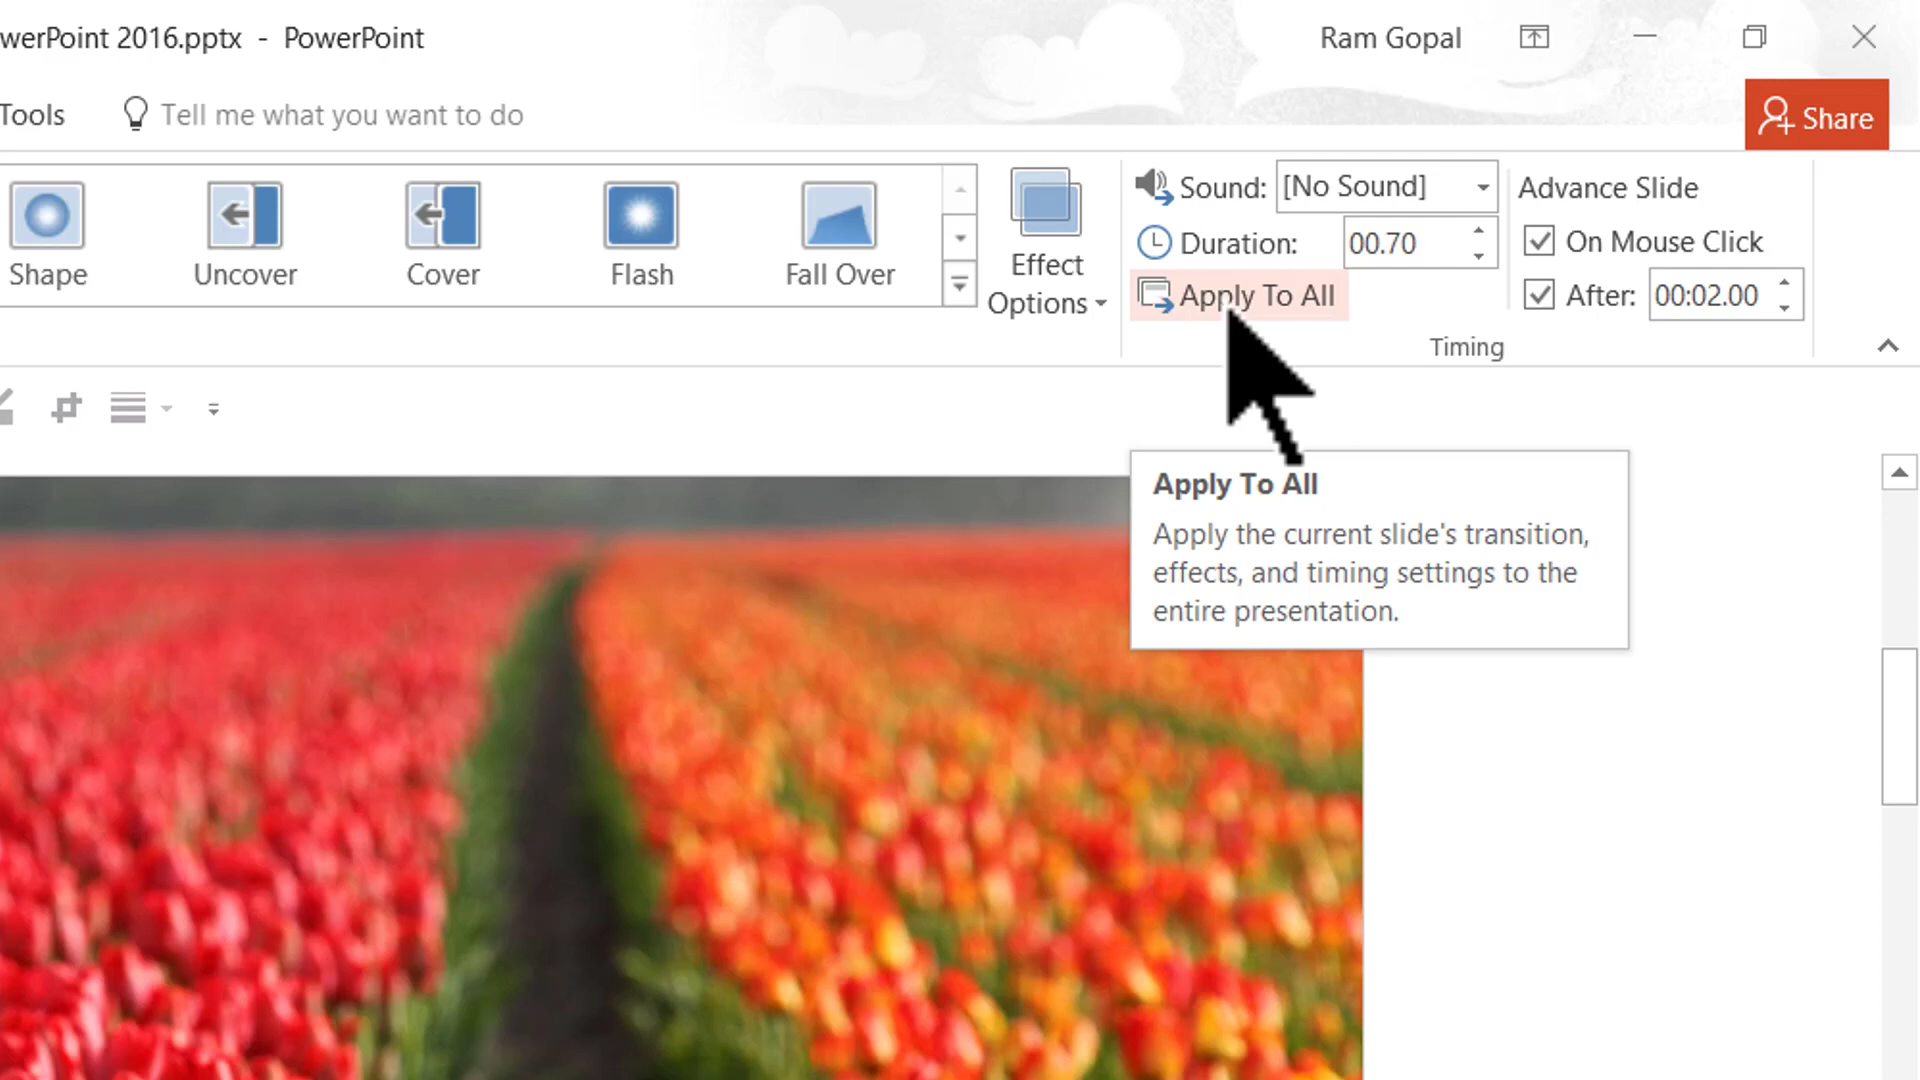 werPoint 2016.pptx - PowerPoint
Ram Gopal
Tools
Tell me what you want to do
Share
Shape
Uncover
Cover
Flash
Fall Over
Effect
Options
Sound: [No Sound]
Duration: 00.70
Apply To All
Advance Slide
On Mouse Click
After: 00:02.00
Timing
Apply To All
Apply the current slide's transition,
effects, and timing settings to the
entire presentation.